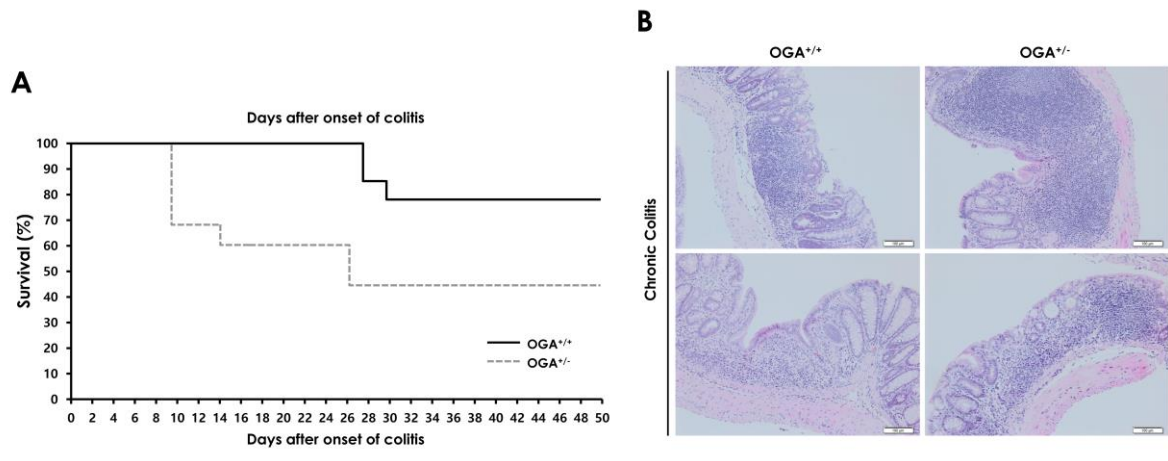 A
Days after onset of colitis
Survival (%)
100
90
80
70
60
50
40
30
20
10
0
OGA+/+
OGA+/-
0 2 4 6 8 10 12 14 16 18 20 22 24 26 28 30 32 34 36 38 40 42 44 46 48 50
Days after onset of colitis
B
OGA+/+ OGA+/-
Chronic Colitis